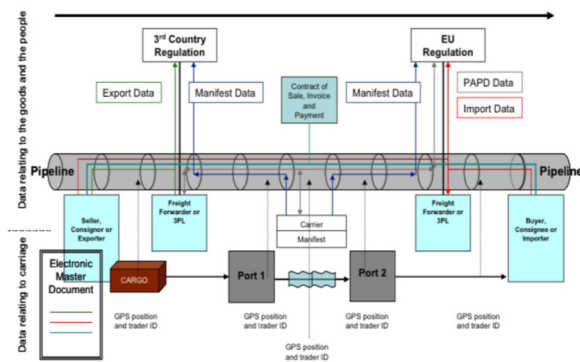 Data relating to the goods and the people
3rd Country
Regulation
EU
Regulation
Export Data
Manifest Data
Contract of
Sale, Invoice
and
Payment
Manifest Data
PAPD Data
Import Data
Pipeline
Pipeline
Seller,
Consignor or
Exporter
Freight
Forwarder or
3PL
Carrier
Manifest
Freight
Forwarder or
3PL
Buyer,
Consignee or
Importer
Data relating to carriage
Electronic
Master
Document
CARGO
Port 1
Port 2
GPS position
and trader ID
GPS position
and trader ID
GPS position
and trader ID
GPS position
and trader ID
GPS position
and trader ID